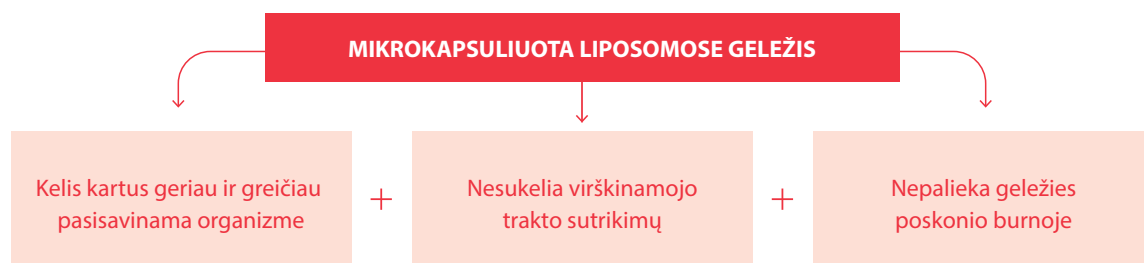 MIKROKAPSULIUOTA LIPOSOMOSE GELEŽIS
Kelis kartus geriau ir greičiau
pasisavinama organizme
+
Nesukelia virškinamojo
trakto sutrikimų
+
Nepalieka geležies
poskonio burnoje